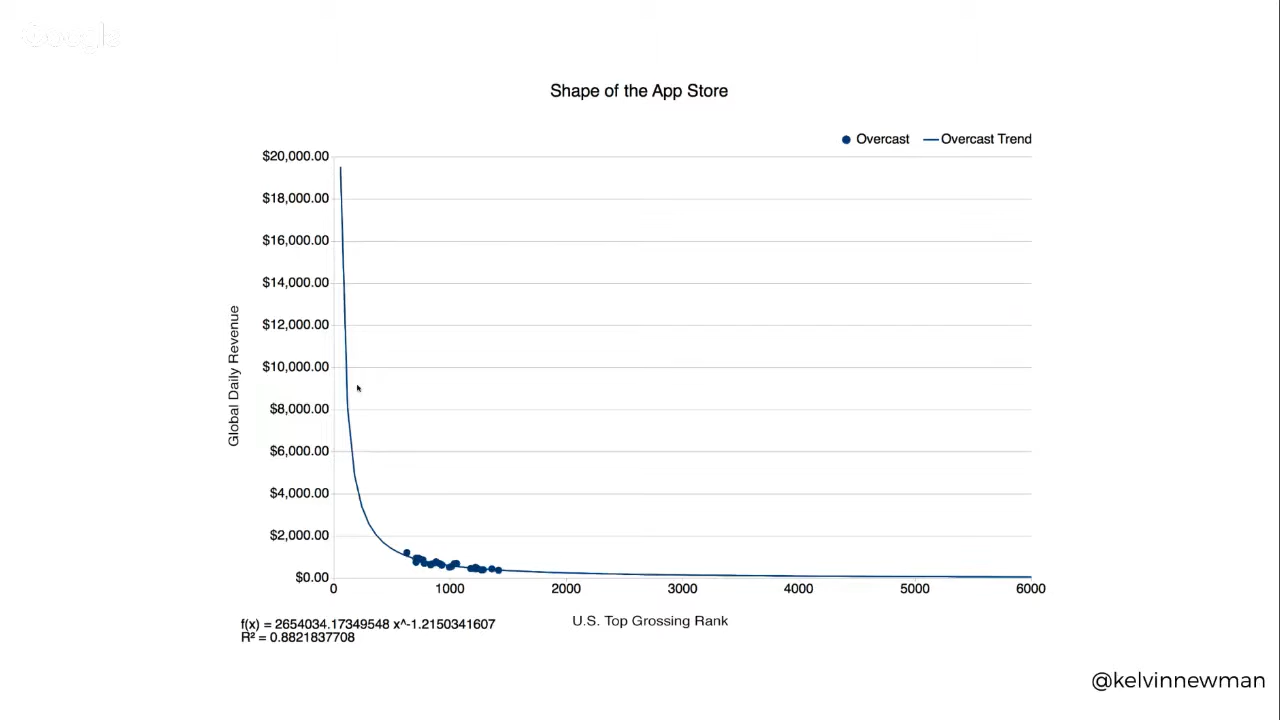 Google
Shape of the App Store
Overcast
Overcast Trend
$20,000.00
$18,000.00
$16,000.00
$14,000.00
$12,000.00
$10,000.00
$8,000.00
$6,000.00
$4,000.00
$2,000.00
$0.00
Global Daily Revenue
0
1000
2000
3000
4000
5000
6000
U.S. Top Grossing Rank
f(x) = 2654034.17349548 x^-1.2150341607
R² = 0.8821837708
@kelvinnewman